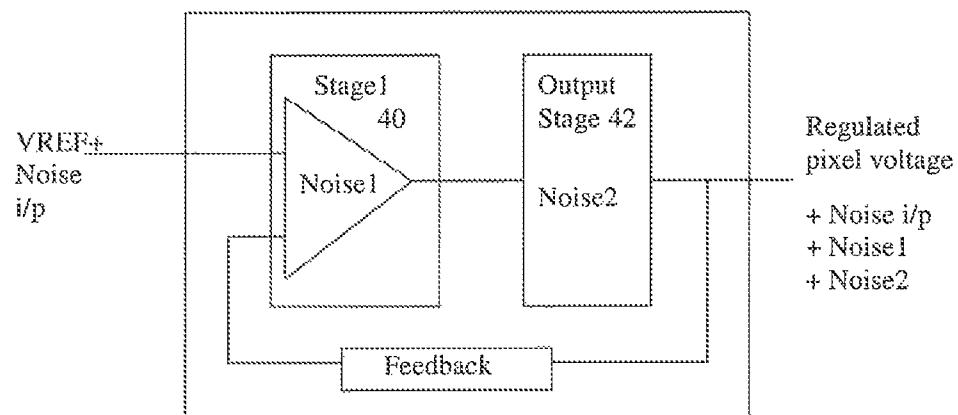 VREF+
Noise
i/p
Stage1
40
Noise1
Output
Stage 42
Noise2
Feedback
Regulated
pixel voltage
+ Noise i/p
+ Noise1
+ Noise2